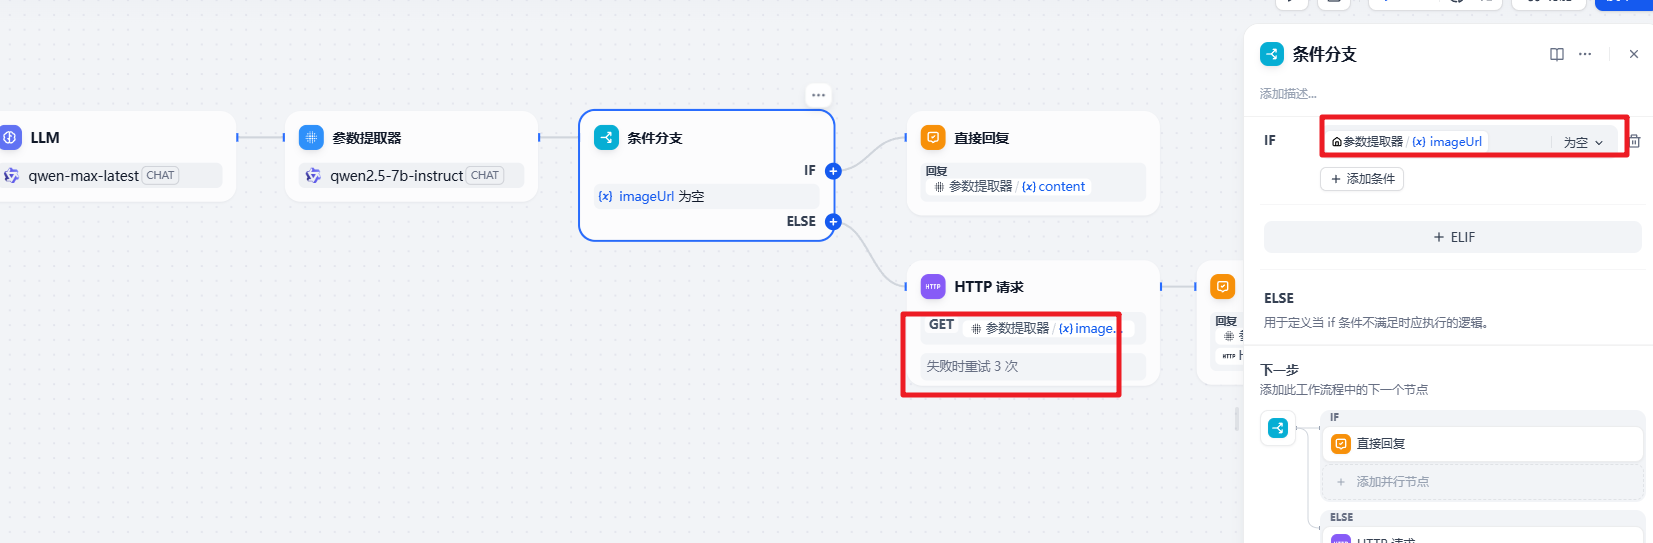 LLM
qwen-max-latest CHAT
参数提取器
qwen2.5-7b-instruct CHAT
条件分支
IF
{x} imageUrl 为空
ELSE
直接回复
回复
参数提取器 / {x} content
HTTP
HTTP 请求
GET 参数提取器 / {x} image...
失败时重试 3 次
回复
HTTP
条件分支
添加描述...
IF
参数提取器 / {x} imageUrl 为空
+ 添加条件
+ ELIF
ELSE
用于定义当 if 条件不满足时应执行的逻辑。
下一步
添加此工作流程中的下一个节点
IF
直接回复
+ 添加并行节点
ELSE
HTTP 请求